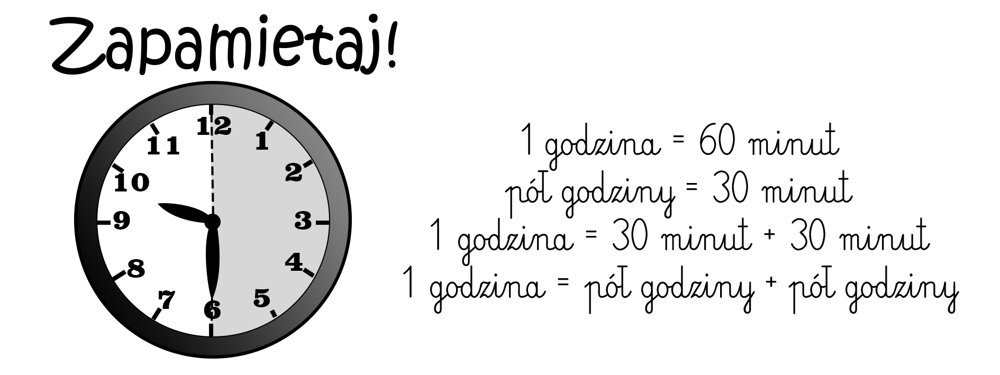 Zapamietaj!
12
11
1
10
2
9
3
8
4
7
5
6
1 godzina = 60 minut
pół godziny = 30 minut
1 godzina = 30 minut + 30 minut
1 godzina = pół godziny + pół godziny